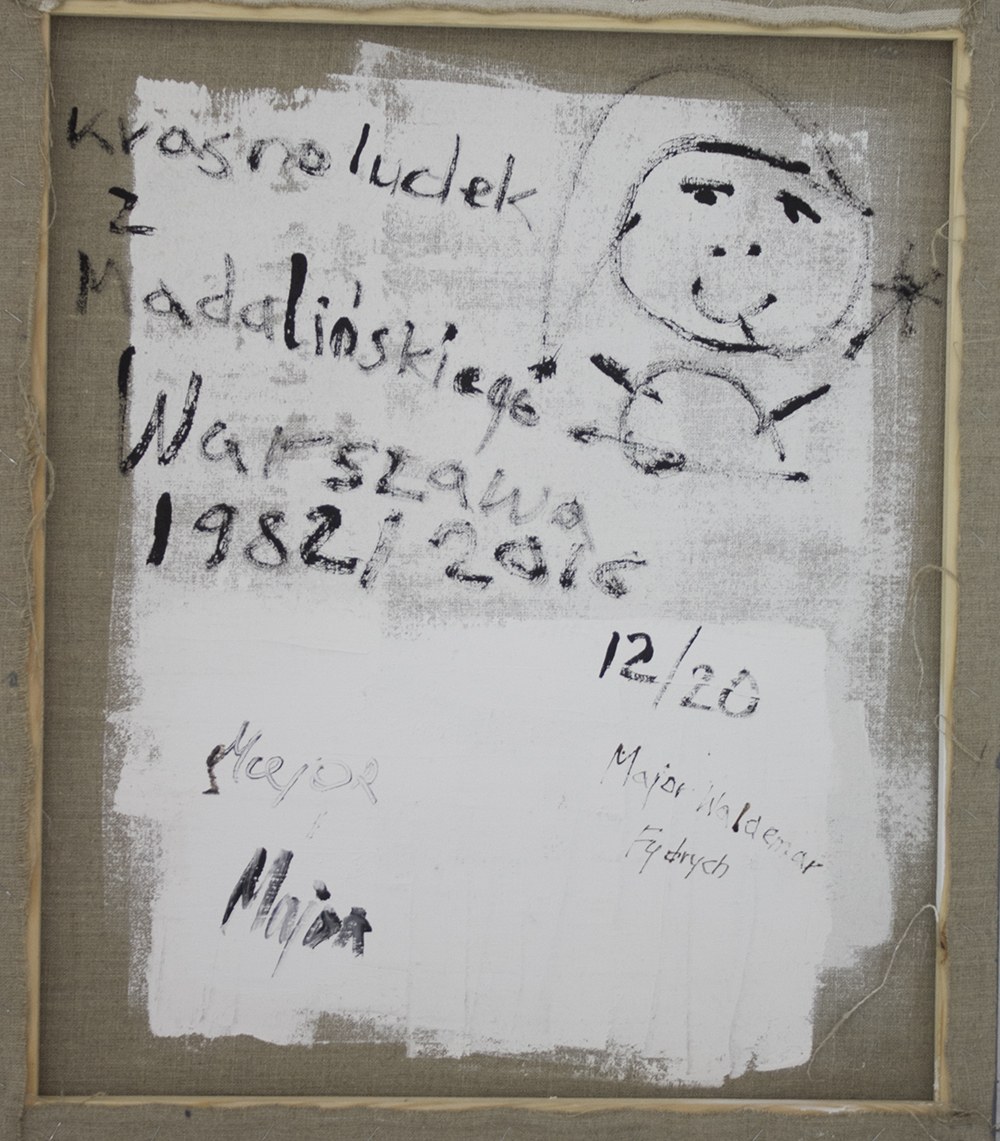 krasnoludek
z
Madalińskiego
Warszawa
1982/2016
12/20
Major
Major Waldemar
Fydrych
Major